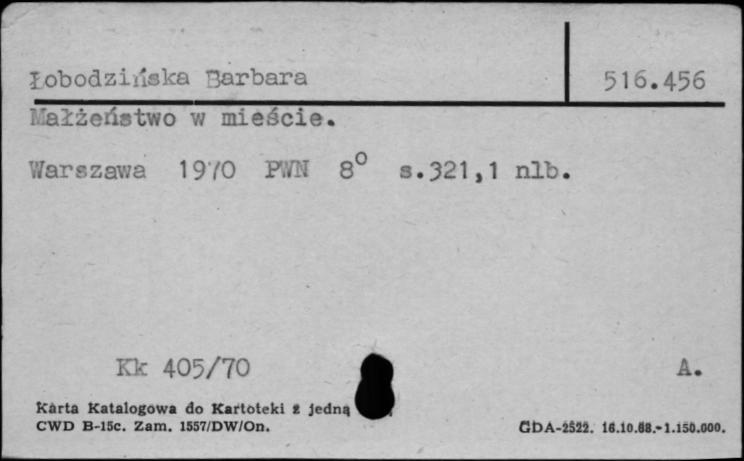 Łobodzińska Barbara 516.456
Małżeństwo w mieście.
Warszawa 1970 PWN 8° s.321,1 nlb.
Kk 405/70 A.
Karta Katalogowa do Kartoteki z jedną
CWD B-15c. Zam. 1557/DW/On. GDA-2522. 16.10.68.-1.150.000.